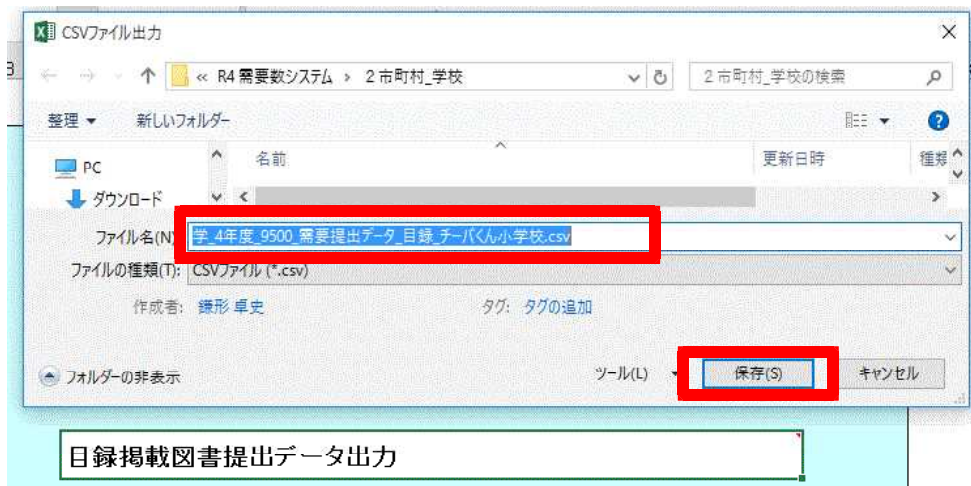 CSVファイル出力
« R4 需要数システム › 2 市町村_学校
2 市町村_学校の検索
整理
新しいフォルダー
名前
更新日時
種類
PC
ダウンロード
ファイル名(N)
学_4年度_9500_需要提出データ_目録_チーバくん小学校.csv
ファイルの種類(T): CSVファイル (*.csv)
作成者: 鎌形 卓史
タグ: タグの追加
フォルダーの非表示
ツール(L)
保存(S)
キャンセル
目録掲載図書提出データ出力